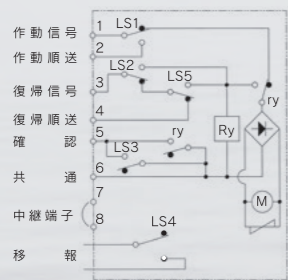 作動信号 1 LS1
作動順送 2
LS2
復帰信号 3 LS5
ry
復帰順送 4
確認 5 ry Ry
LS3
共通 6
7
M
中継端子 8
LS4
移報